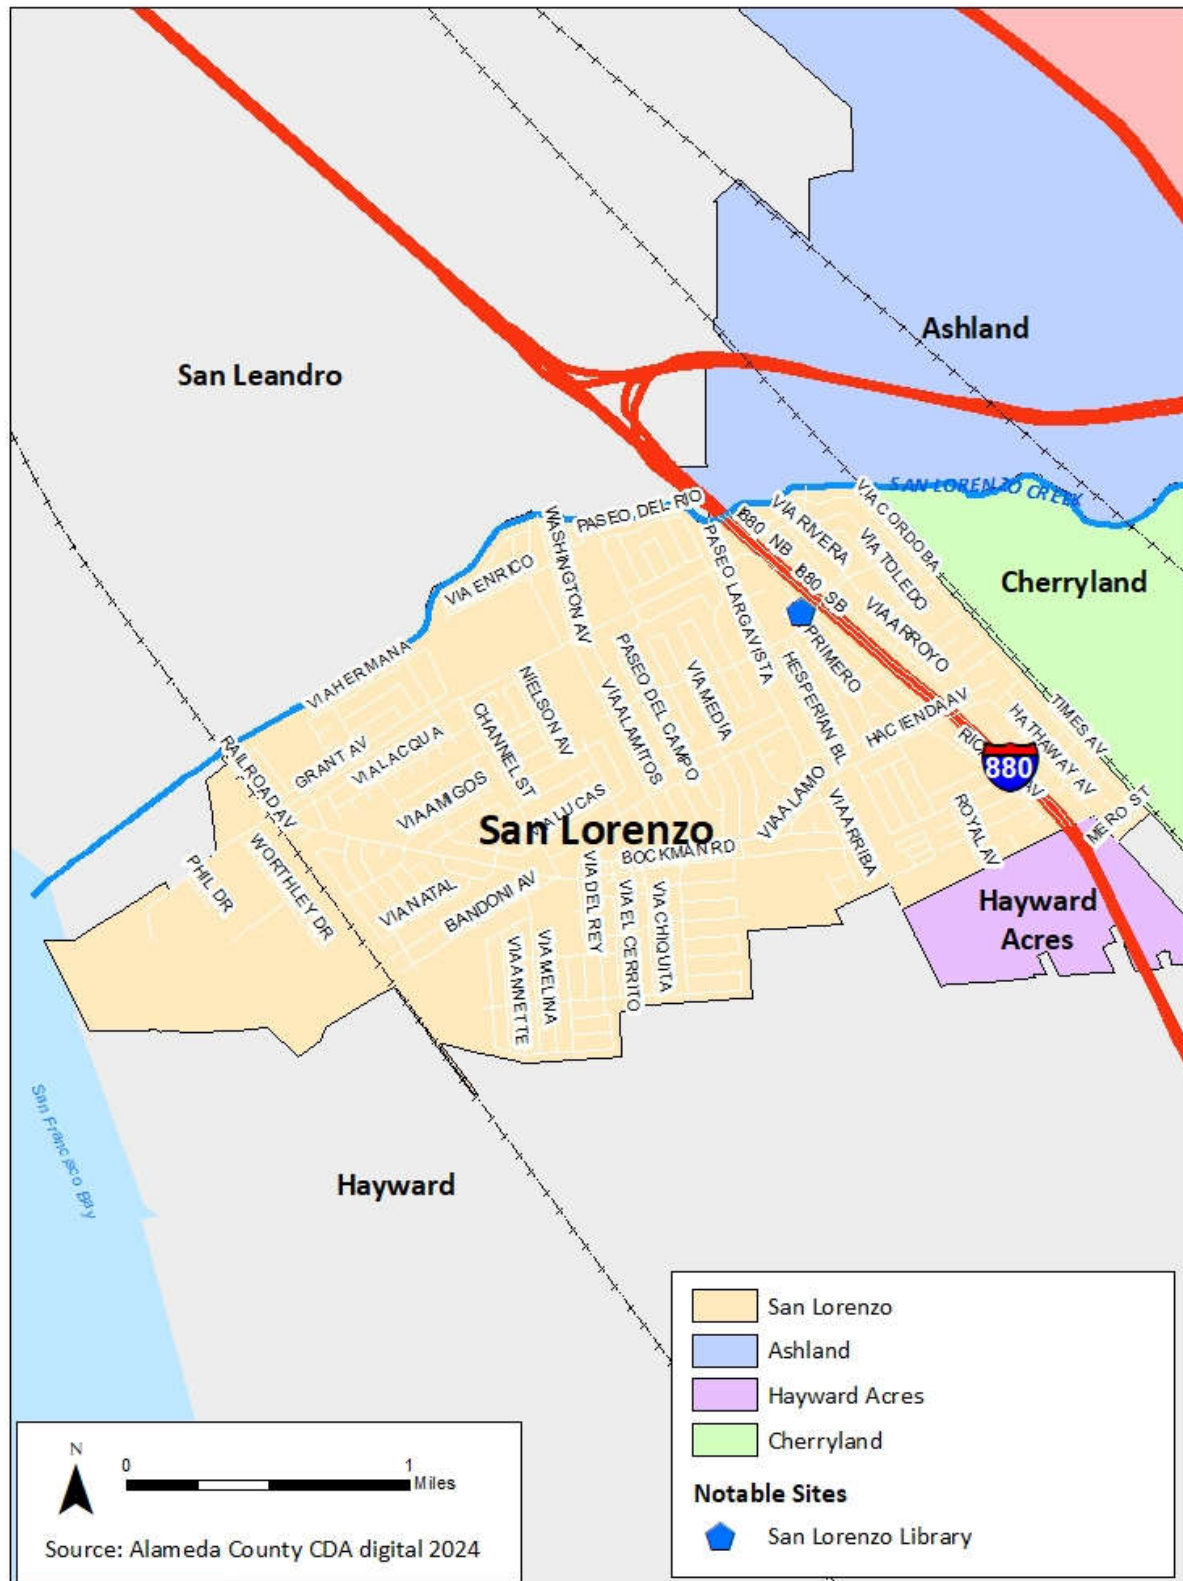 Ashland
San Leandro
SAN LORENZO CREEK
PASEO DEL RIO
WASHINGTON AV
VIA ENRICO
880 NB
880 SB
VIA RIVERA
VIA CORDOBA
VIA TOLEDO
Cherryland
PASEO LARGAVISTA
VIA ARROYO
PRIMERO
VIA HERMANA
PASEO DEL CAMPO
VIA MEDIA
HESPERIAN BL
NIELSON AV
VIA ALAMITOS
HACIENDA AV
TIMES AV
HATHAWAY AV
CHANNEL ST
RAILROAD AV
GRANT AV
VIA LACQUA
VIA AMIGOS
VIA LUCAS
VIA ALAMO
880
AV
San Lorenzo
BOCKMAN RD
VIA ARRIBA
ROYAL AV
MERO ST
PHIL DR
WORTHLEY DR
VIA NATAL
BANDONI AV
VIA DEL REY
VIA EL CERRITO
VIA CHIQUITA
Hayward
Acres
VIA ANNETTE
VIA MELINA
San Francisco Bay
Hayward
San Lorenzo
Ashland
Hayward Acres
Cherryland
Notable Sites
San Lorenzo Library
N
0 1
Miles
Source: Alameda County CDA digital 2024